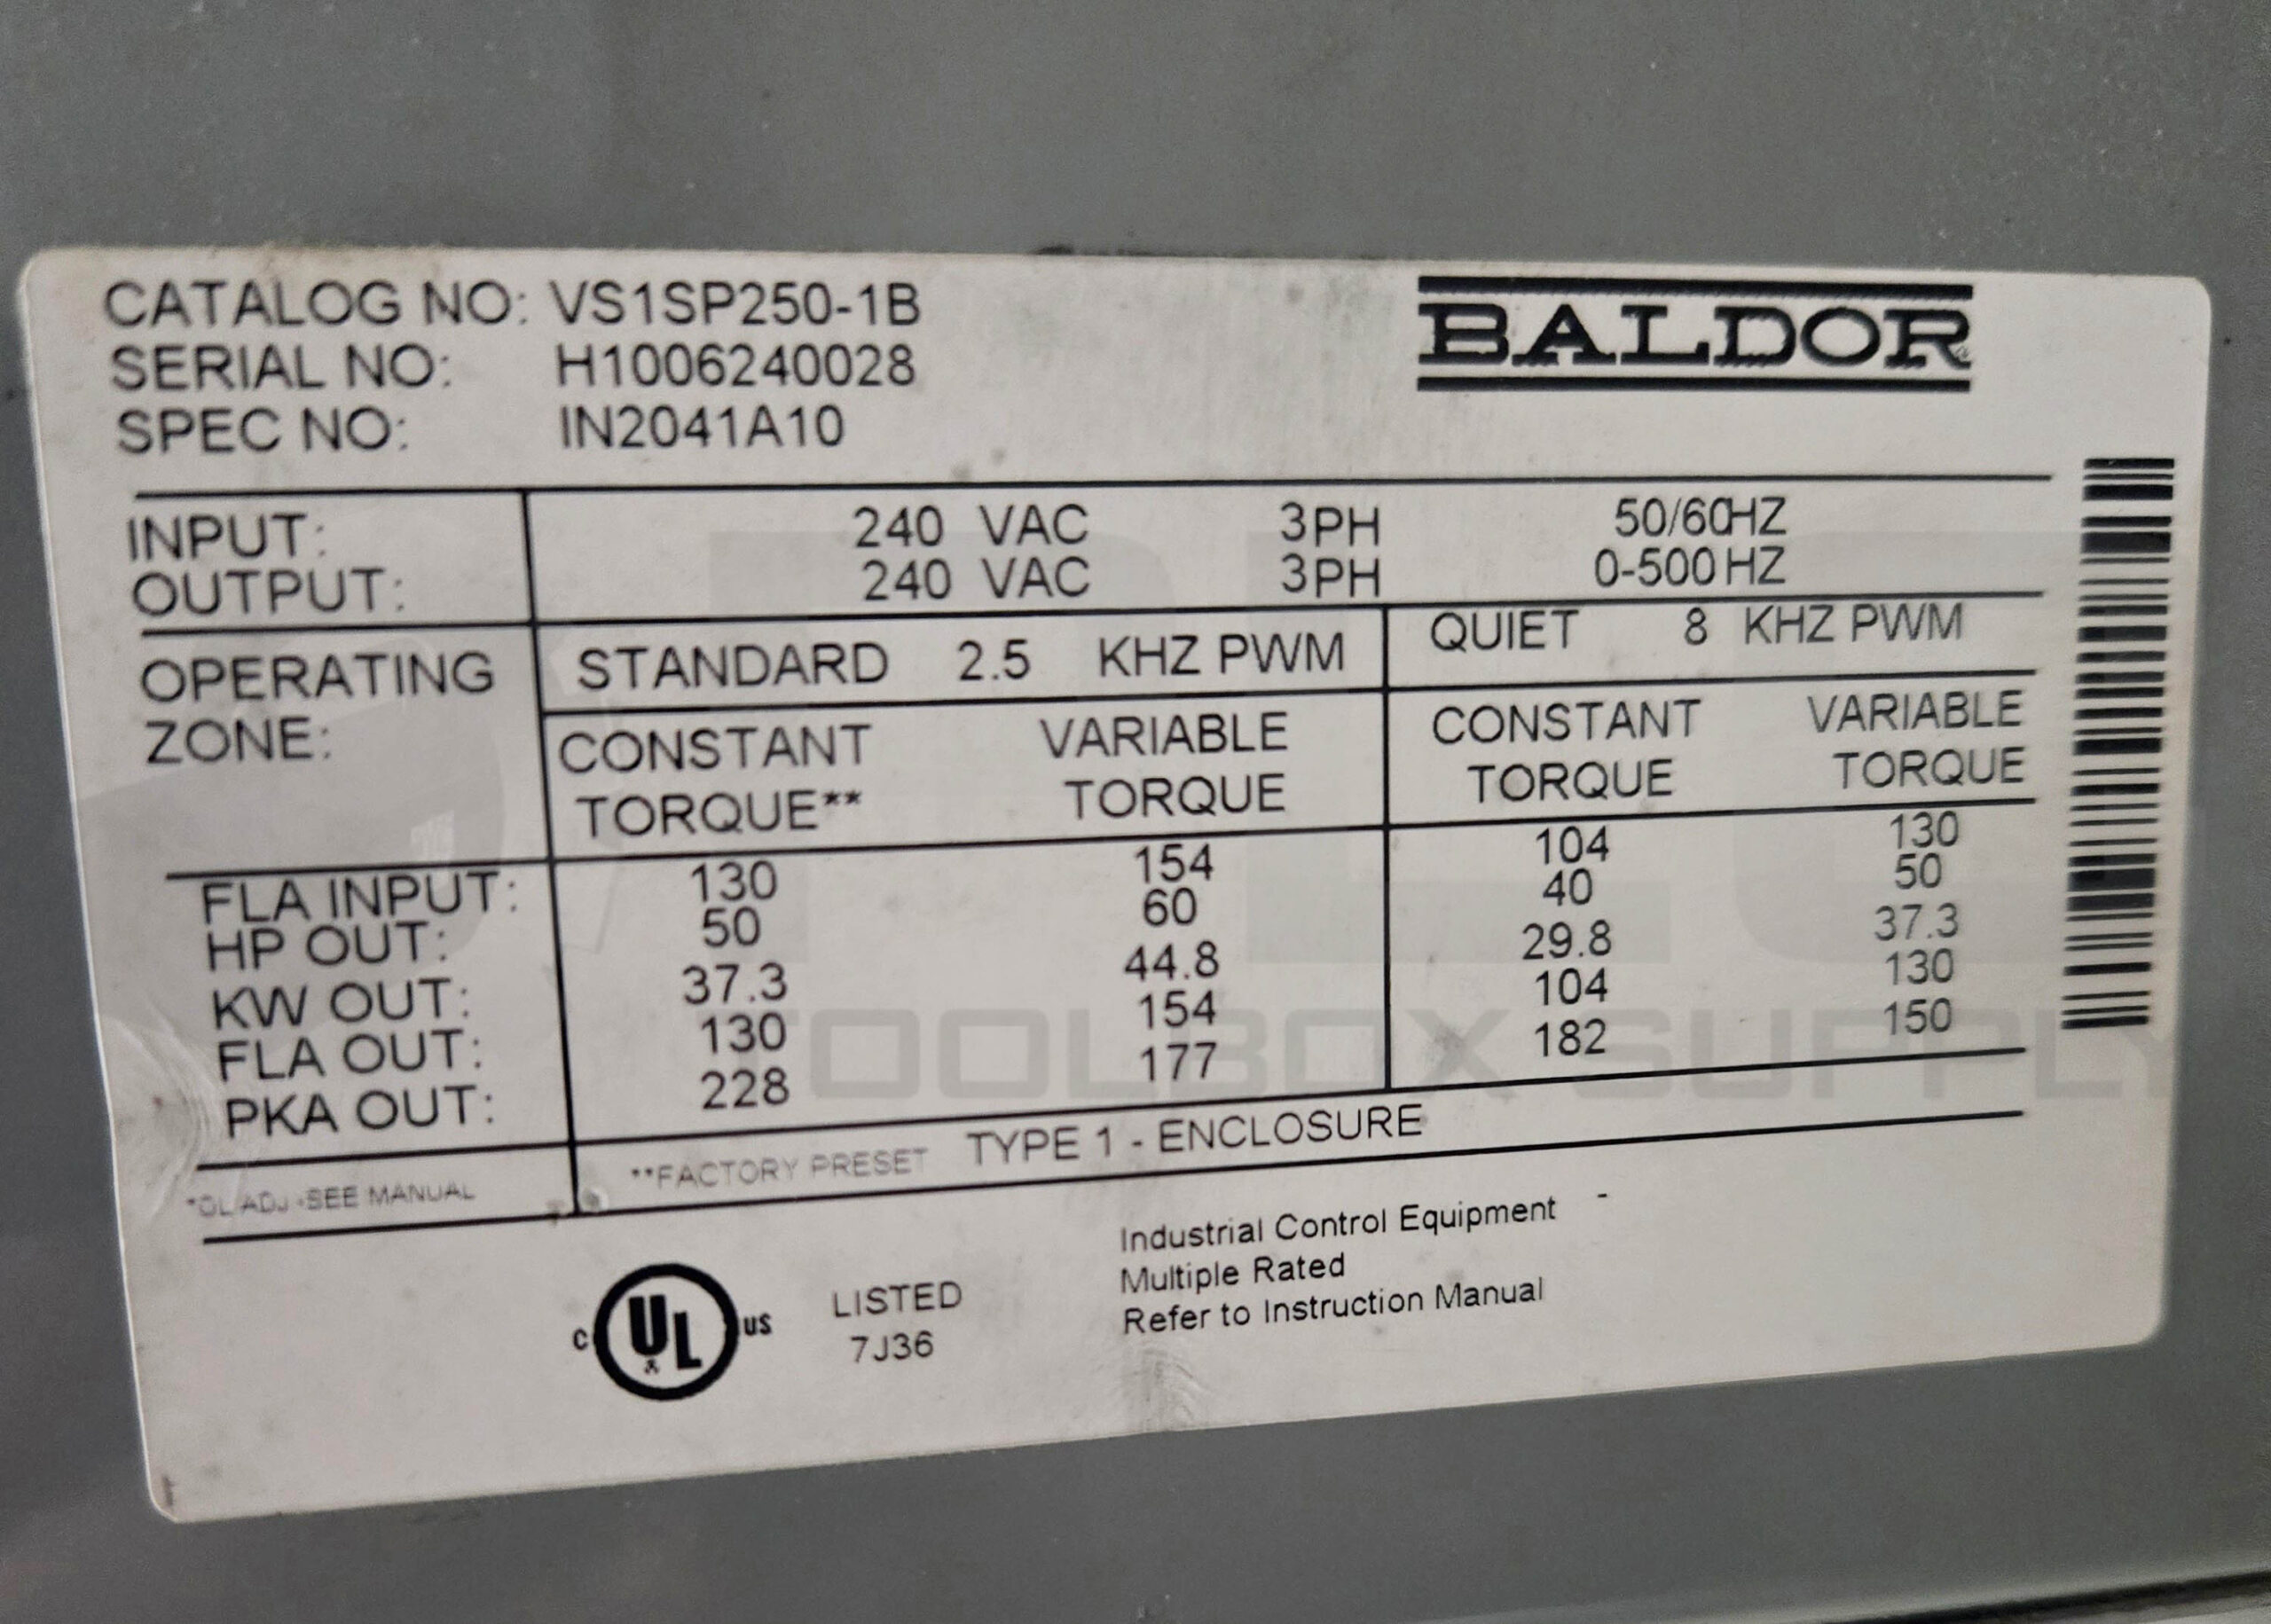 CATALOG NO: VS1SP250-1B
BALDOR
SERIAL NO: H1006240028
SPEC NO: IN2041A10
INPUT: 240 VAC 3PH 50/60HZ
OUTPUT: 240 VAC 3PH 0-500 HZ
OPERATING ZONE: STANDARD 2.5 KHZ PWM QUIET 8 KHZ PWM
CONSTANT VARIABLE CONSTANT VARIABLE
TORQUE** TORQUE TORQUE TORQUE
FLA INPUT: 130 154 104 130
HP OUT: 50 60 40 50
KW OUT: 37.3 44.8 29.8 37.3
FLA OUT: 130 154 104 130
PKA OUT: 228 177 182 150
*OL ADJ -SEE MANUAL **FACTORY PRESET TYPE 1 - ENCLOSURE
C UL US LISTED
7J36
Industrial Control Equipment -
Multiple Rated
Refer to Instruction Manual
PLC
TOOLBOX SUPPLY